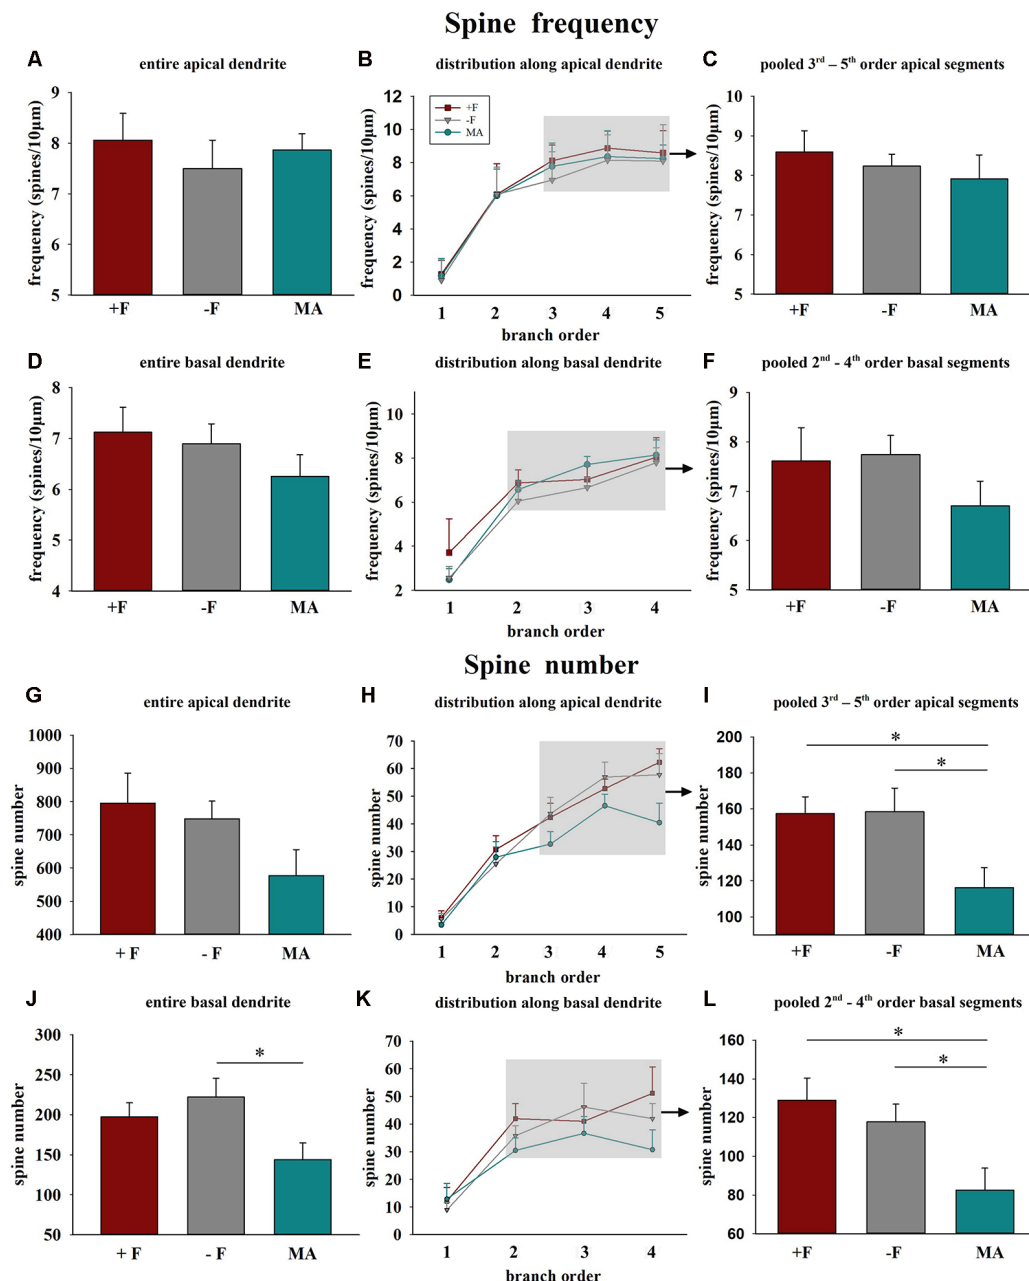 Spine frequency
A entire apical dendrite
frequency (spines/10µm)
9
8
7
6
5
+F -F MA
B distribution along apical dendrite
frequency (spines/10µm)
12
10
8
6
4
2
0
+F
-F
MA
1 2 3 4 5
branch order
C pooled 3rd – 5th order apical segments
frequency (spines/10µm)
10
9
8
7
6
5
+F -F MA
D entire basal dendrite
frequency (spines/10µm)
8
7
6
5
4
+F -F MA
E distribution along basal dendrite
frequency (spines/10µm)
10
8
6
4
2
1 2 3 4
branch order
F pooled 2nd - 4th order basal segments
frequency (spines/10µm)
9
8
7
6
5
+F -F MA
Spine number
G entire apical dendrite
spine number
1000
900
800
700
600
500
400
+ F - F MA
H distribution along apical dendrite
spine number
70
60
50
40
30
20
10
0
1 2 3 4 5
branch order
I pooled 3rd – 5th order apical segments
spine number
200
180
160
140
120
100
*
*
+F -F MA
J entire basal dendrite
spine number
300
250
200
150
100
50
*
+ F - F MA
K distribution along basal dendrite
spine number
70
60
50
40
30
20
10
0
1 2 3 4
branch order
L pooled 2nd - 4th order basal segments
spine number
160
140
120
100
80
60
*
*
+F -F MA